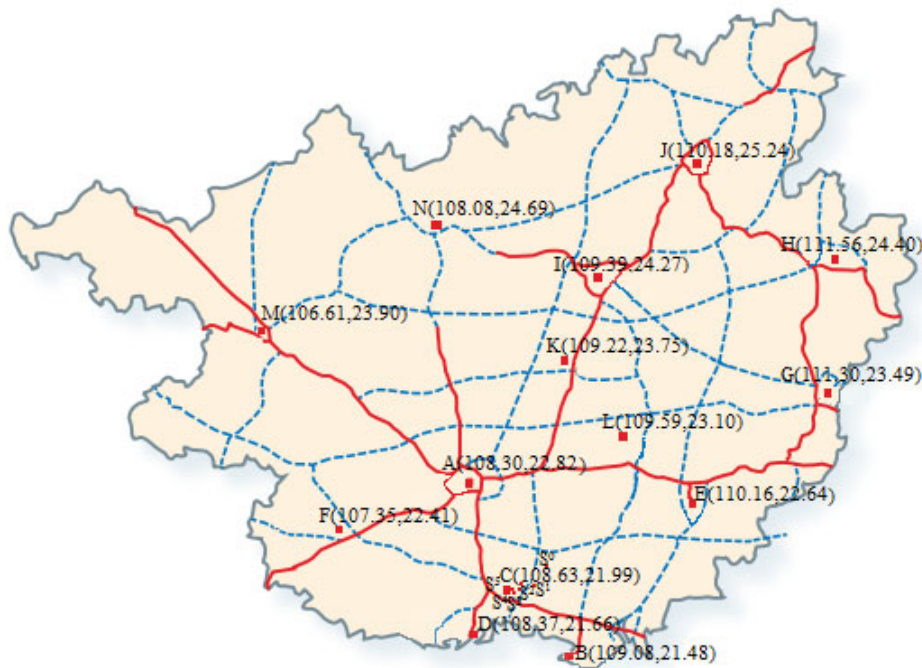 J(110.18,25.24)
N(108.08,24.69)
H(111.56,24.40)
I(109.39,24.27)
M(106.61,23.90)
K(109.22,23.75)
G(111.30,23.49)
L(109.59,23.10)
A(108.30,22.82)
E(110.16,22.64)
F(107.35,22.41)
C(108.63,21.99)
D(108.37,21.66)
B(109.08,21.48)